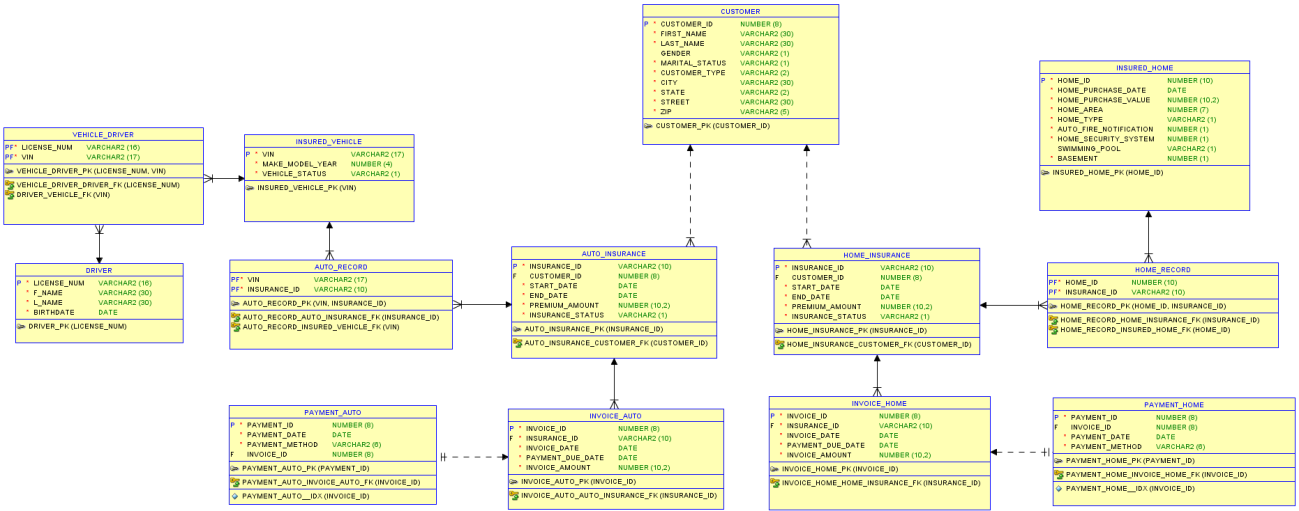 CUSTOMER
P * CUSTOMER_ID NUMBER (8)
* FIRST_NAME VARCHAR2 (30)
* LAST_NAME VARCHAR2 (30)
GENDER VARCHAR2 (1)
* MARITAL_STATUS VARCHAR2 (1)
* CUSTOMER_TYPE VARCHAR2 (2)
* CITY VARCHAR2 (30)
* STATE VARCHAR2 (2)
* STREET VARCHAR2 (30)
* ZIP VARCHAR2 (5)
CUSTOMER_PK (CUSTOMER_ID)
INSURED_HOME
P * HOME_ID NUMBER (10)
* HOME_PURCHASE_DATE DATE
* HOME_PURCHASE_VALUE NUMBER (10,2)
* HOME_AREA NUMBER (7)
* HOME_TYPE VARCHAR2 (1)
* AUTO_FIRE_NOTIFICATION NUMBER (1)
* HOME_SECURITY_SYSTEM NUMBER (1)
SWIMMING_POOL VARCHAR2 (1)
* BASEMENT NUMBER (1)
INSURED_HOME_PK (HOME_ID)
VEHICLE_DRIVER
PF* LICENSE_NUM VARCHAR2 (16)
PF* VIN VARCHAR2 (17)
VEHICLE_DRIVER_PK (LICENSE_NUM, VIN)
VEHICLE_DRIVER_DRIVER_FK (LICENSE_NUM)
DRIVER_VEHICLE_FK (VIN)
INSURED_VEHICLE
P * VIN VARCHAR2 (17)
* MAKE_MODEL_YEAR NUMBER (4)
* VEHICLE_STATUS VARCHAR2 (1)
INSURED_VEHICLE_PK (VIN)
DRIVER
P * LICENSE_NUM VARCHAR2 (16)
* F_NAME VARCHAR2 (30)
* L_NAME VARCHAR2 (30)
* BIRTHDATE DATE
DRIVER_PK (LICENSE_NUM)
AUTO_RECORD
PF* VIN VARCHAR2 (17)
PF* INSURANCE_ID VARCHAR2 (10)
AUTO_RECORD_PK (VIN, INSURANCE_ID)
AUTO_RECORD_AUTO_INSURANCE_FK (INSURANCE_ID)
AUTO_RECORD_INSURED_VEHICLE_FK (VIN)
AUTO_INSURANCE
P * INSURANCE_ID VARCHAR2 (10)
F CUSTOMER_ID NUMBER (8)
* START_DATE DATE
* END_DATE DATE
* PREMIUM_AMOUNT NUMBER (10,2)
* INSURANCE_STATUS VARCHAR2 (1)
AUTO_INSURANCE_PK (INSURANCE_ID)
AUTO_INSURANCE_CUSTOMER_FK (CUSTOMER_ID)
HOME_INSURANCE
P * INSURANCE_ID VARCHAR2 (10)
F CUSTOMER_ID NUMBER (8)
* START_DATE DATE
* END_DATE DATE
* PREMIUM_AMOUNT NUMBER (10,2)
* INSURANCE_STATUS VARCHAR2 (1)
HOME_INSURANCE_PK (INSURANCE_ID)
HOME_INSURANCE_CUSTOMER_FK (CUSTOMER_ID)
HOME_RECORD
PF* HOME_ID NUMBER (10)
PF* INSURANCE_ID VARCHAR2 (10)
HOME_RECORD_PK (HOME_ID, INSURANCE_ID)
HOME_RECORD_HOME_INSURANCE_FK (INSURANCE_ID)
HOME_RECORD_INSURED_HOME_FK (HOME_ID)
PAYMENT_AUTO
P * PAYMENT_ID NUMBER (8)
* PAYMENT_DATE DATE
* PAYMENT_METHOD VARCHAR2 (6)
F INVOICE_ID NUMBER (8)
PAYMENT_AUTO_PK (PAYMENT_ID)
PAYMENT_AUTO_INVOICE_AUTO_FK (INVOICE_ID)
PAYMENT_AUTO__IDX (INVOICE_ID)
INVOICE_AUTO
P * INVOICE_ID NUMBER (8)
F * INSURANCE_ID VARCHAR2 (10)
* INVOICE_DATE DATE
* PAYMENT_DUE_DATE DATE
* INVOICE_AMOUNT NUMBER (10,2)
INVOICE_AUTO_PK (INVOICE_ID)
INVOICE_AUTO_AUTO_INSURANCE_FK (INSURANCE_ID)
INVOICE_HOME
P * INVOICE_ID NUMBER (8)
F * INSURANCE_ID VARCHAR2 (10)
* INVOICE_DATE DATE
* PAYMENT_DUE_DATE DATE
* INVOICE_AMOUNT NUMBER (10,2)
INVOICE_HOME_PK (INVOICE_ID)
INVOICE_HOME_HOME_INSURANCE_FK (INSURANCE_ID)
PAYMENT_HOME
P * PAYMENT_ID NUMBER (8)
F INVOICE_ID NUMBER (8)
* PAYMENT_DATE DATE
* PAYMENT_METHOD VARCHAR2 (6)
PAYMENT_HOME_PK (PAYMENT_ID)
PAYMENT_HOME_INVOICE_HOME_FK (INVOICE_ID)
PAYMENT_HOME__IDX (INVOICE_ID)